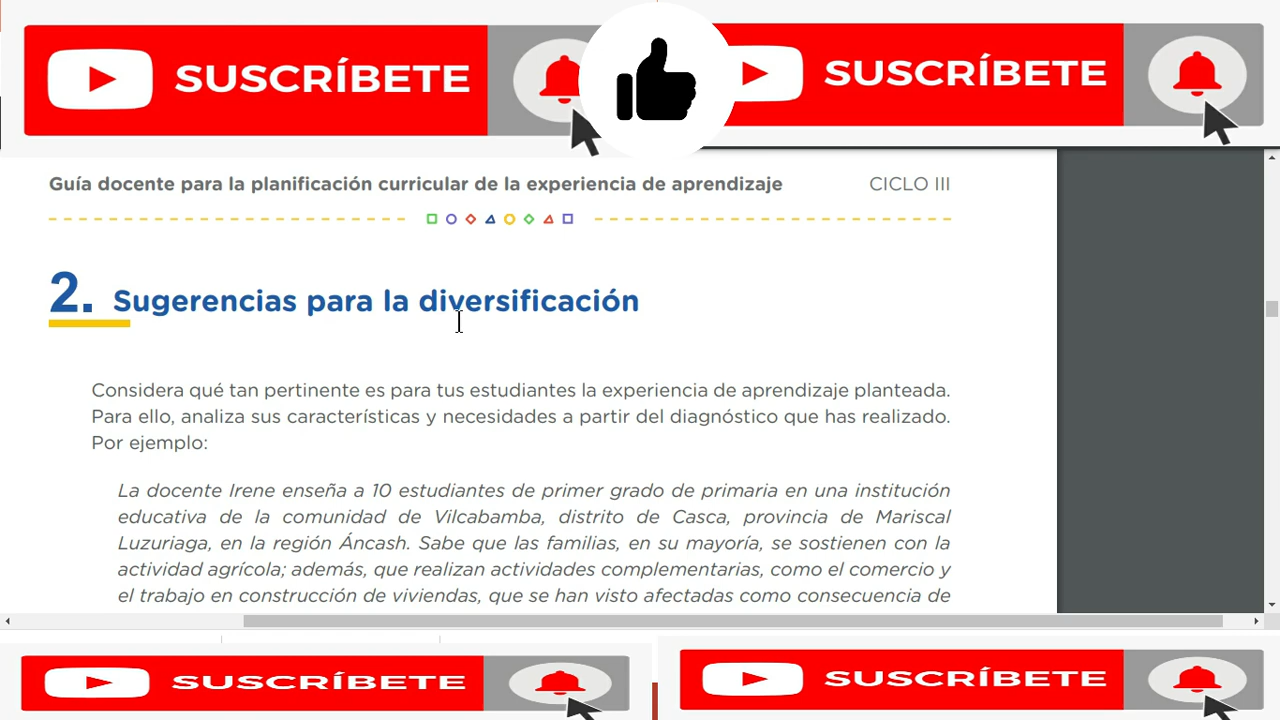 SUSCRÍBETE
SUSCRÍBETE
Guía docente para la planificación curricular de la experiencia de aprendizaje
CICLO III
2. Sugerencias para la diversificación
Considera qué tan pertinente es para tus estudiantes la experiencia de aprendizaje planteada.
Para ello, analiza sus características y necesidades a partir del diagnóstico que has realizado.
Por ejemplo:
La docente Irene enseña a 10 estudiantes de primer grado de primaria en una institución
educativa de la comunidad de Vilcabamba, distrito de Casca, provincia de Mariscal
Luzuriaga, en la región Áncash. Sabe que las familias, en su mayoría, se sostienen con la
actividad agrícola; además, que realizan actividades complementarias, como el comercio y
el trabajo en construcción de viviendas, que se han visto afectadas como consecuencia de
SUSCRÍBETE
SUSCRÍBETE